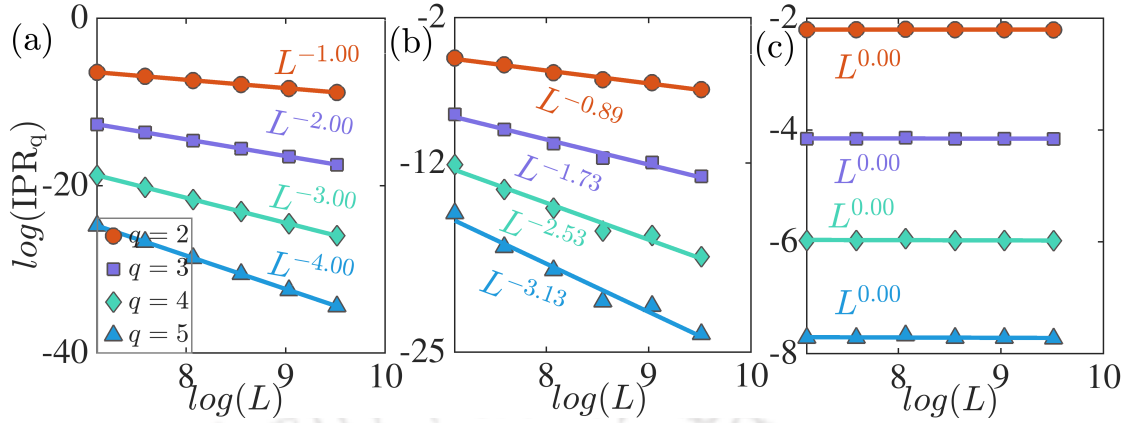 (a)
0
-20
-40
log(IPR_q)
L^{-1.00}
L^{-2.00}
L^{-3.00}
L^{-4.00}
q = 2
q = 3
q = 4
q = 5
8 9 10
log(L)
(b)
-2
-12
-25
L^{-0.89}
L^{-1.73}
L^{-2.53}
L^{-3.13}
8 9 10
log(L)
(c)
-2
-4
-6
-8
L^{0.00}
L^{0.00}
L^{0.00}
L^{0.00}
8 9 10
log(L)